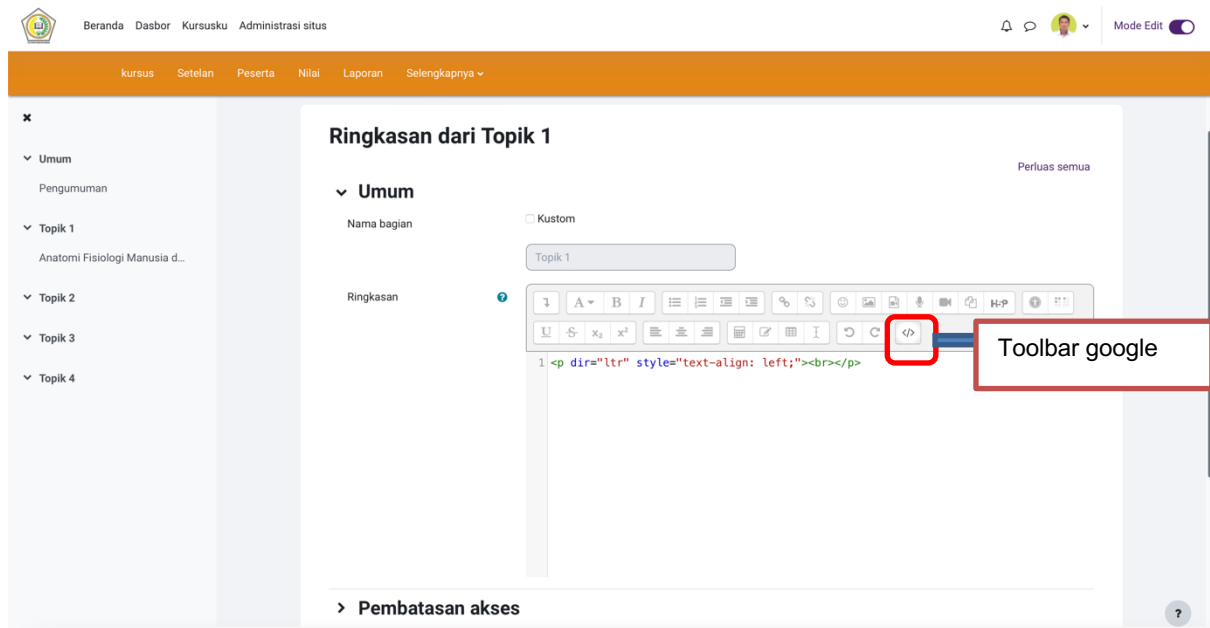 Beranda Dasbor Kursusku Administrasi situs
Mode Edit
kursus Setelan Peserta Nilai Laporan Selengkapnya
Umum
Pengumuman
Topik 1
Anatomi Fisiologi Manusia d...
Topik 2
Topik 3
Topik 4
Ringkasan dari Topik 1
Perluas semua
Umum
Nama bagian
Kustom
Topik 1
Ringkasan
A B I H-P
U S x₂ x²
</>
1 <p dir="ltr" style="text-align: left;"><br></p>
Toolbar google
Pembatasan akses
?